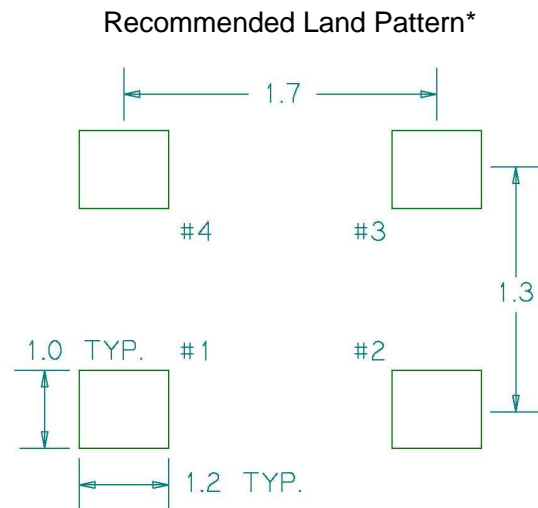 Recommended Land Pattern*
1.7
#4 #3
1.3
1.0 TYP. #1 #2
1.2 TYP.